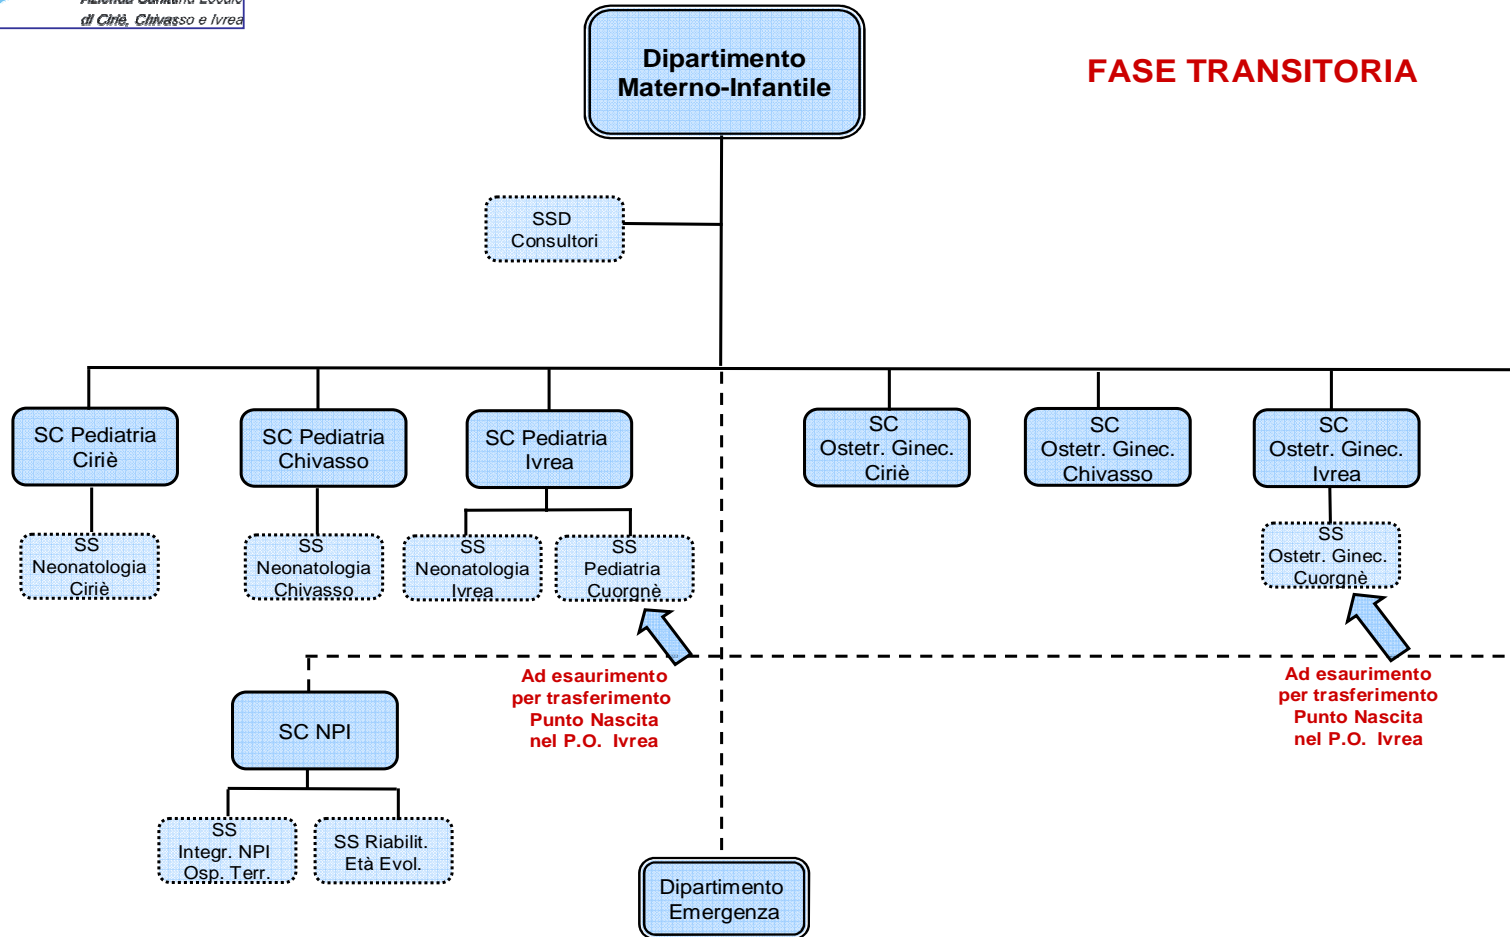 di Ciriè, Chivasso e Ivrea
Dipartimento
Materno-Infantile
FASE TRANSITORIA
SSD
Consultori
SC Pediatria
Ciriè
SC Pediatria
Chivasso
SC Pediatria
Ivrea
SC
Ostetr. Ginec.
Ciriè
SC
Ostetr. Ginec.
Chivasso
SC
Ostetr. Ginec.
Ivrea
SS
Neonatologia
Ciriè
SS
Neonatologia
Chivasso
SS
Neonatologia
Ivrea
SS
Pediatria
Cuorgnè
SS
Ostetr. Ginec.
Cuorgnè
Ad esaurimento
per trasferimento
Punto Nascita
nel P.O. Ivrea
Ad esaurimento
per trasferimento
Punto Nascita
nel P.O. Ivrea
SC NPI
SS
Integr. NPI
Osp. Terr.
SS Riabilit.
Età Evol.
Dipartimento
Emergenza